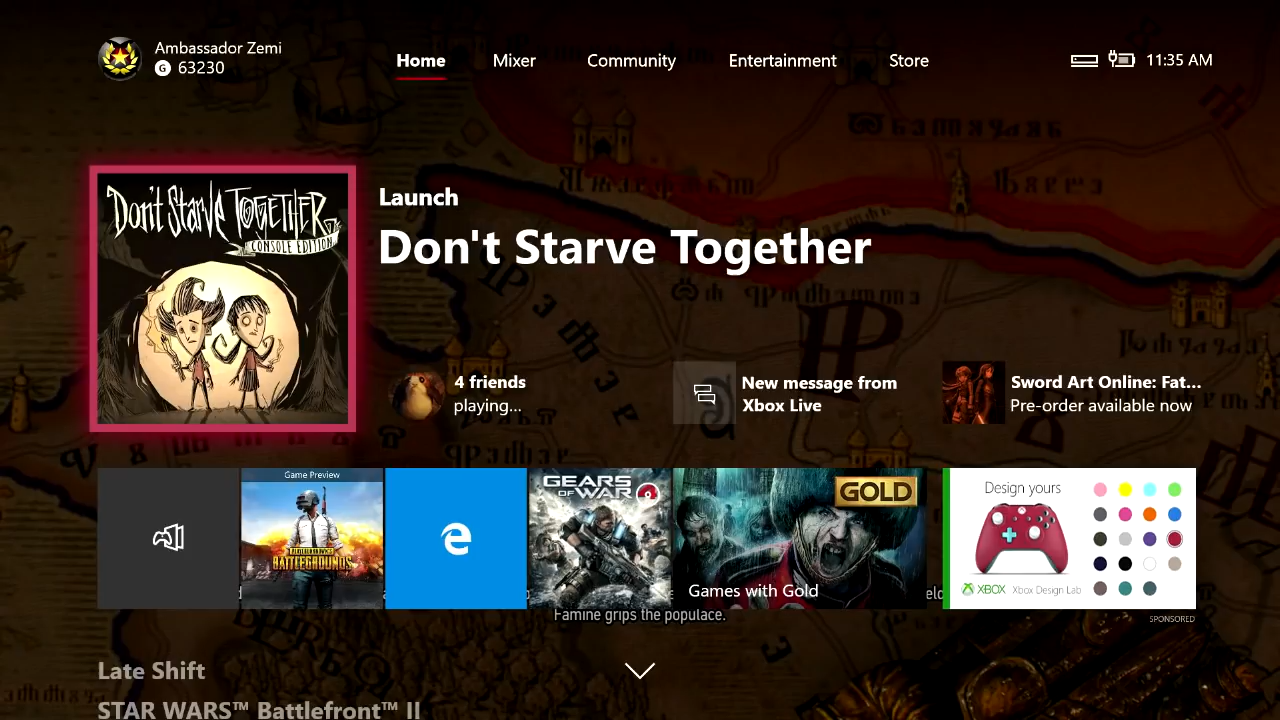 Ambassador Zemi
G 63230
Home
Mixer
Community
Entertainment
Store
11:35 AM
Don't Starve TOGETHER
CONSOLE EDITION
Launch
Don't Starve Together
4 friends
playing...
New message from
Xbox Live
Sword Art Online: Fat...
Pre-order available now
Game Preview
PLAYERUNKNOWN'S
BATTLEGROUNDS
GEARS
OF WAR
GOLD
Games with Gold
Design yours
XBOX Xbox Design Lab
Famine grips the populace.
SPONSORED
Late Shift
STAR WARS™ Battlefront™ II